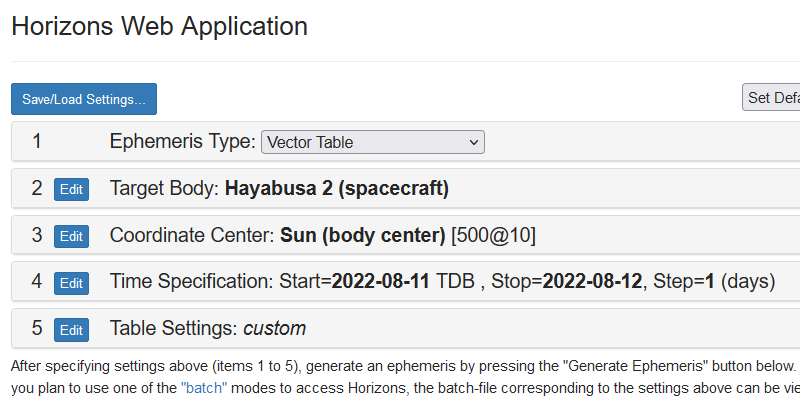 Horizons Web Application
Save/Load Settings...
Set Defa
1 Ephemeris Type: Vector Table
2 Edit Target Body: Hayabusa 2 (spacecraft)
3 Edit Coordinate Center: Sun (body center) [500@10]
4 Edit Time Specification: Start=2022-08-11 TDB , Stop=2022-08-12, Step=1 (days)
5 Edit Table Settings: custom
After specifying settings above (items 1 to 5), generate an ephemeris by pressing the "Generate Ephemeris" button below.
you plan to use one of the "batch" modes to access Horizons, the batch-file corresponding to the settings above can be vie